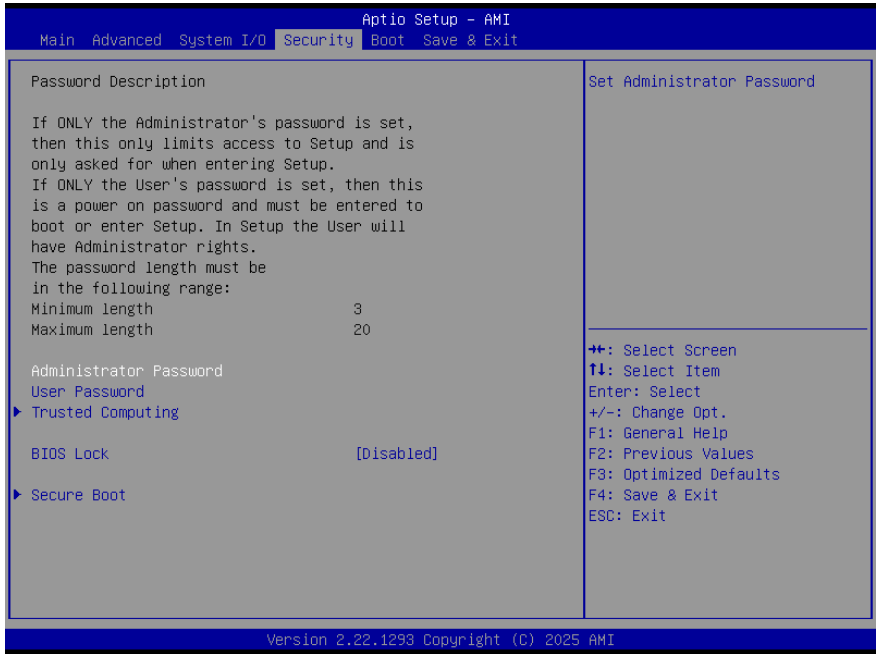 Aptio Setup – AMI
Main Advanced System I/O Security Boot Save & Exit
Password Description
If ONLY the Administrator's password is set,
then this only limits access to Setup and is
only asked for when entering Setup.
If ONLY the User's password is set, then this
is a power on password and must be entered to
boot or enter Setup. In Setup the User will
have Administrator rights.
The password length must be
in the following range:
Minimum length 3
Maximum length 20
Administrator Password
User Password
Trusted Computing
BIOS Lock [Disabled]
Secure Boot
Set Administrator Password
→←: Select Screen
↑↓: Select Item
Enter: Select
+/-: Change Opt.
F1: General Help
F2: Previous Values
F3: Optimized Defaults
F4: Save & Exit
ESC: Exit
Version 2.22.1293 Copyright (C) 2025 AMI